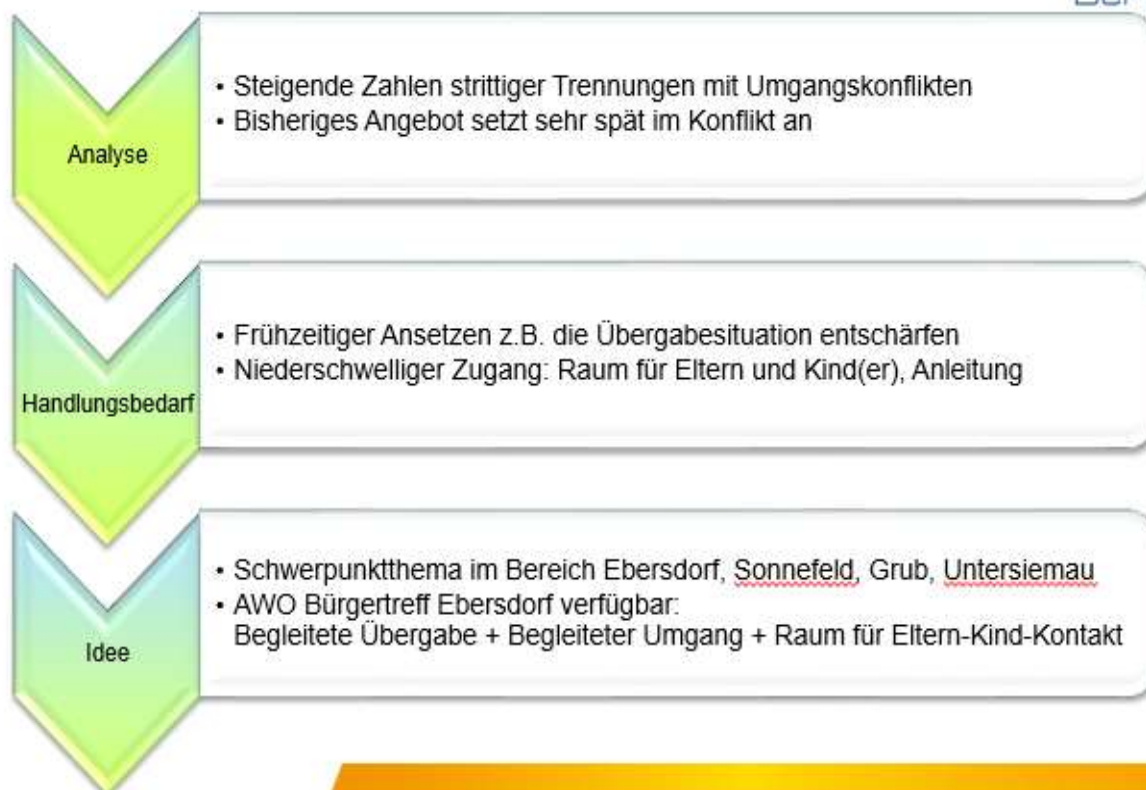 Analyse
• Steigende Zahlen strittiger Trennungen mit Umgangskonflikten
• Bisheriges Angebot setzt sehr spät im Konflikt an
Handlungsbedarf
• Frühzeitiger Ansetzen z.B. die Übergabesituation entschärfen
• Niederschwelliger Zugang: Raum für Eltern und Kind(er), Anleitung
Idee
• Schwerpunktthema im Bereich Ebersdorf, Sonnefeld, Grub, Untersiemau
• AWO Bürgertreff Ebersdorf verfügbar:
Begleitete Übergabe + Begleiteter Umgang + Raum für Eltern-Kind-Kontakt